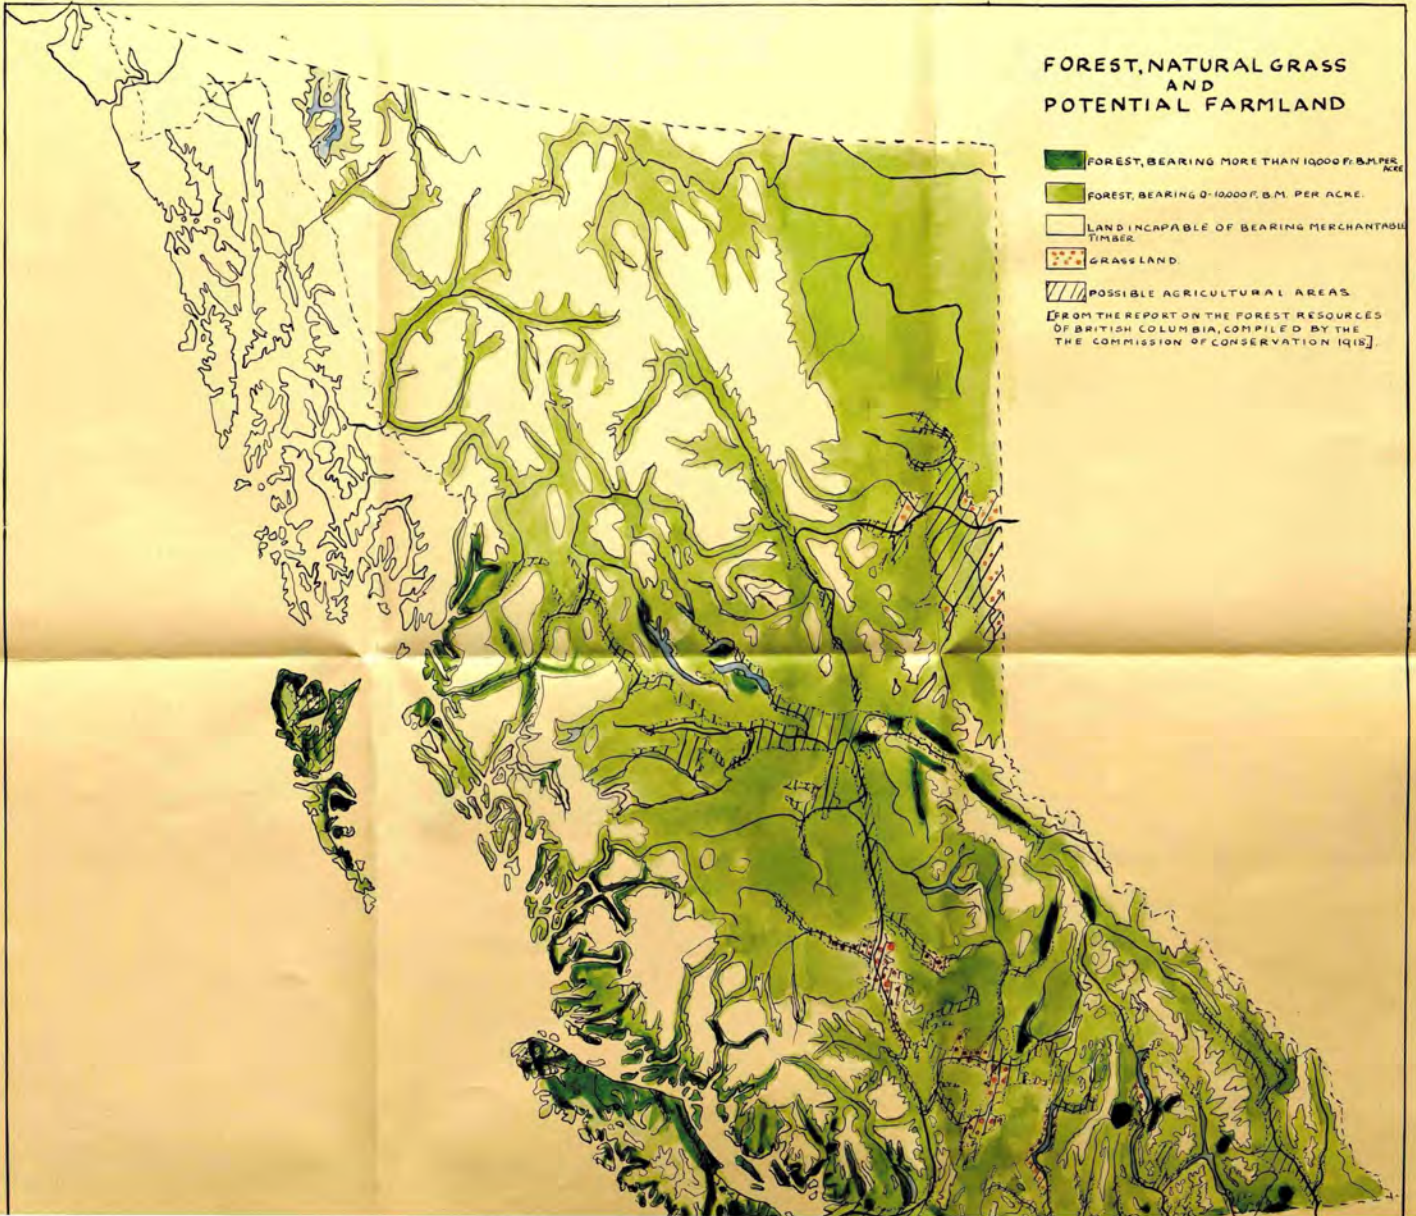 FOREST, NATURAL GRASS
AND
POTENTIAL FARMLAND
FOREST, BEARING MORE THAN 10,000 FT. B.M. PER
ACRE
FOREST, BEARING 0-10,000 F. B.M. PER ACRE.
LAND INCAPABLE OF BEARING MERCHANTABLE
TIMBER
GRASSLAND.
POSSIBLE AGRICULTURAL AREAS
[FROM THE REPORT ON THE FOREST RESOURCES
OF BRITISH COLUMBIA, COMPILED BY THE
THE COMMISSION OF CONSERVATION 1918.]